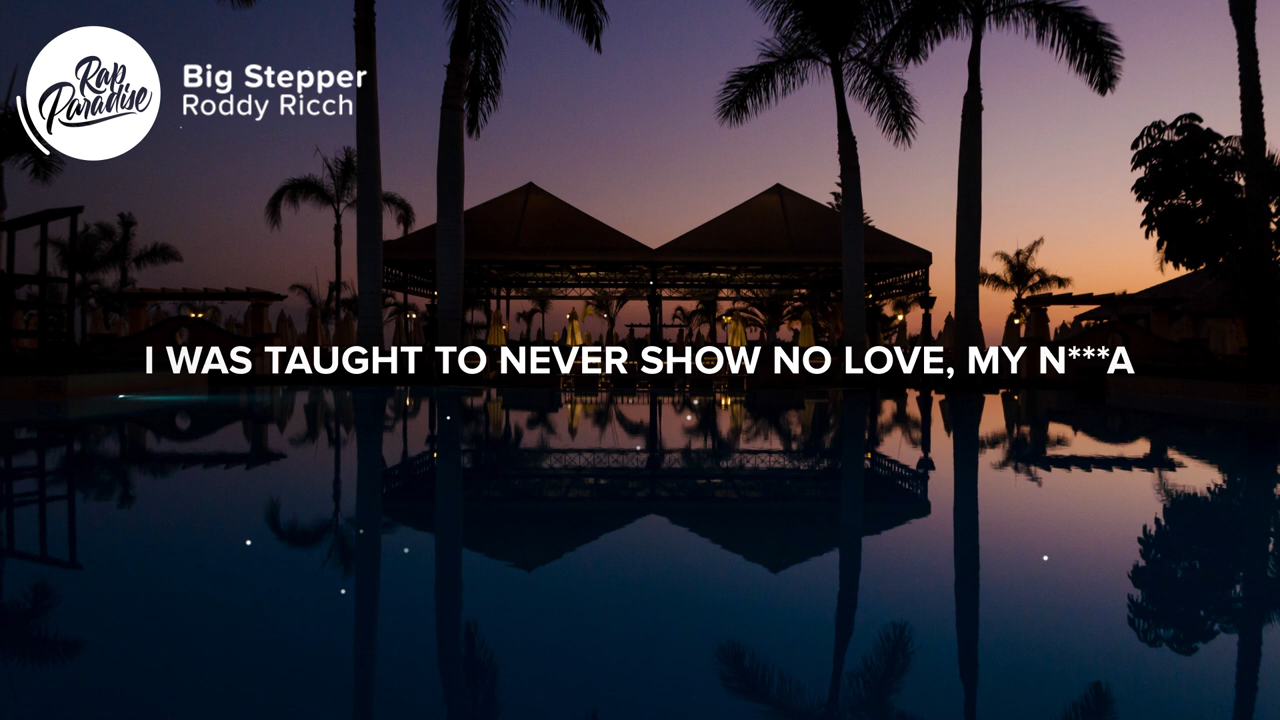 Rap
Paradise
Big Stepper
Roddy Ricch
I WAS TAUGHT TO NEVER SHOW NO LOVE, MY N***A